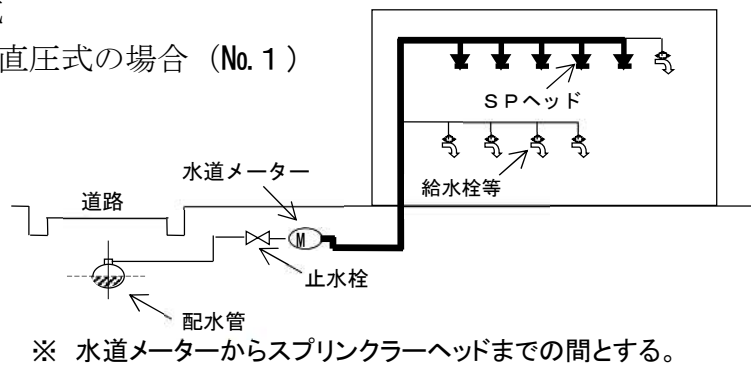 直圧式の場合（No.1）
SPヘッド
給水栓等
水道メーター
道路
M
止水栓
配水管
※　水道メーターからスプリンクラーヘッドまでの間とする。